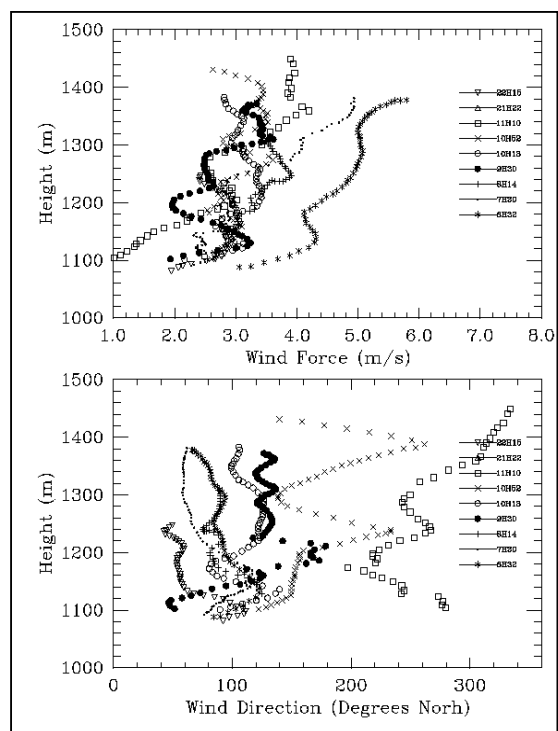 1500
1400
1300
1200
1100
1000
Height (m)
22H15
21H22
11H10
10H52
10H13
9H30
8H14
7H30
6H32
1.0 2.0 3.0 4.0 5.0 6.0 7.0 8.0
Wind Force (m/s)
1500
1400
1300
1200
1100
1000
Height (m)
22H15
21H22
11H10
10H52
10H13
9H30
8H14
7H30
6H32
0 100 200 300
Wind Direction (Degrees Norh)